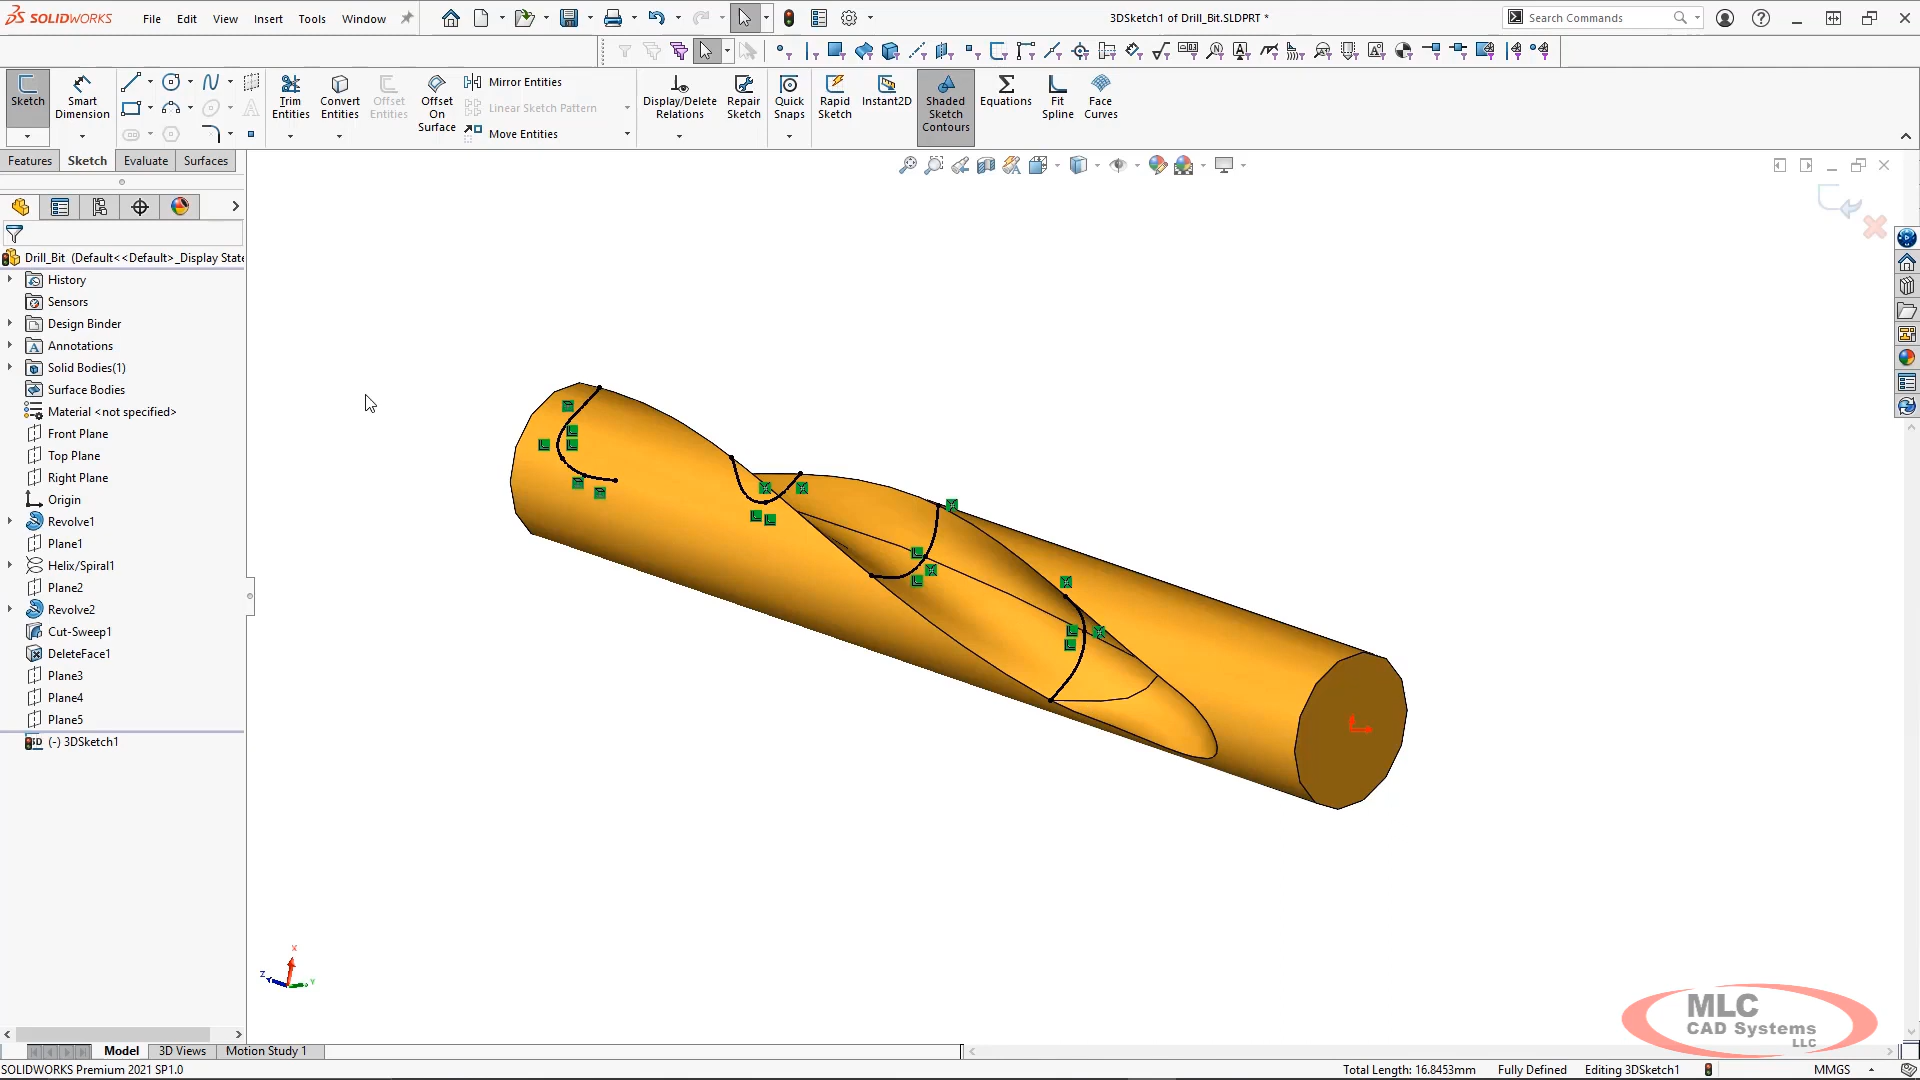 SOLIDWORKS File Edit View Insert Tools Window 3DSketch1 of Drill_Bit.SLDPRT * Search Commands
Sketch Smart Dimension Trim Entities Convert Entities Offset Entities Offset On Surface Mirror Entities Linear Sketch Pattern Move Entities Display/Delete Relations Repair Sketch Quick Snaps Rapid Sketch Instant2D Shaded Sketch Contours Equations Fit Spline Face Curves
Features Sketch Evaluate Surfaces
Drill_Bit (Default<<Default>_Display State
History
Sensors
Design Binder
Annotations
Solid Bodies(1)
Surface Bodies
Material <not specified>
Front Plane
Top Plane
Right Plane
Origin
Revolve1
Plane1
Helix/Spiral1
Plane2
Revolve2
Cut-Sweep1
DeleteFace1
Plane3
Plane4
Plane5
(-) 3DSketch1
X
Z
Y
MLC
CAD Systems
LLC
Model 3D Views Motion Study 1
SOLIDWORKS Premium 2021 SP1.0 Total Length: 16.8453mm Fully Defined Editing 3DSketch1 MMGS